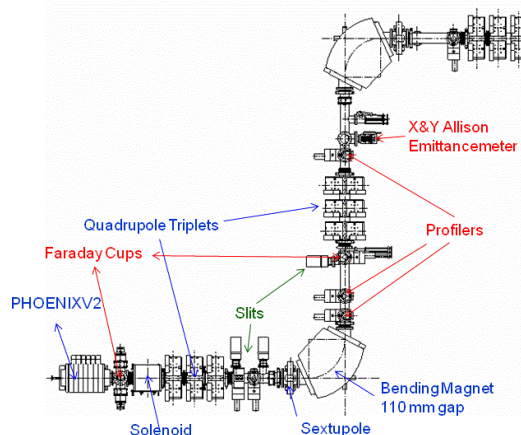 X&Y Allison
Emittancemeter
Quadrupole Triplets
Profilers
Faraday Cups
Slits
PHOENIXV2
Bending Magnet
110 mm gap
Solenoid
Sextupole